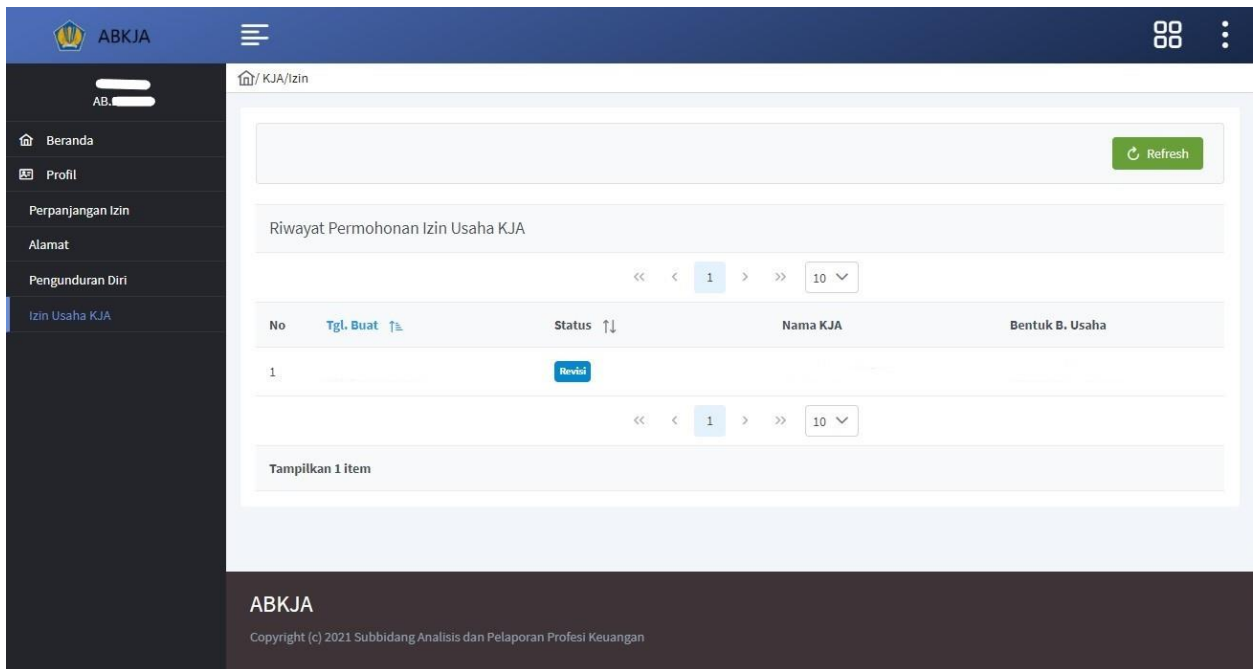 ABKJA
/ KJA/Izin
AB.
Beranda
Profil
Perpanjangan Izin
Alamat
Pengunduran Diri
Izin Usaha KJA
Refresh
Riwayat Permohonan Izin Usaha KJA
<< < 1 > >> 10
No Tgl. Buat Status Nama KJA Bentuk B. Usaha
1 Revisi
<< < 1 > >> 10
Tampilkan 1 item
ABKJA
Copyright (c) 2021 Subbidang Analisis dan Pelaporan Profesi Keuangan